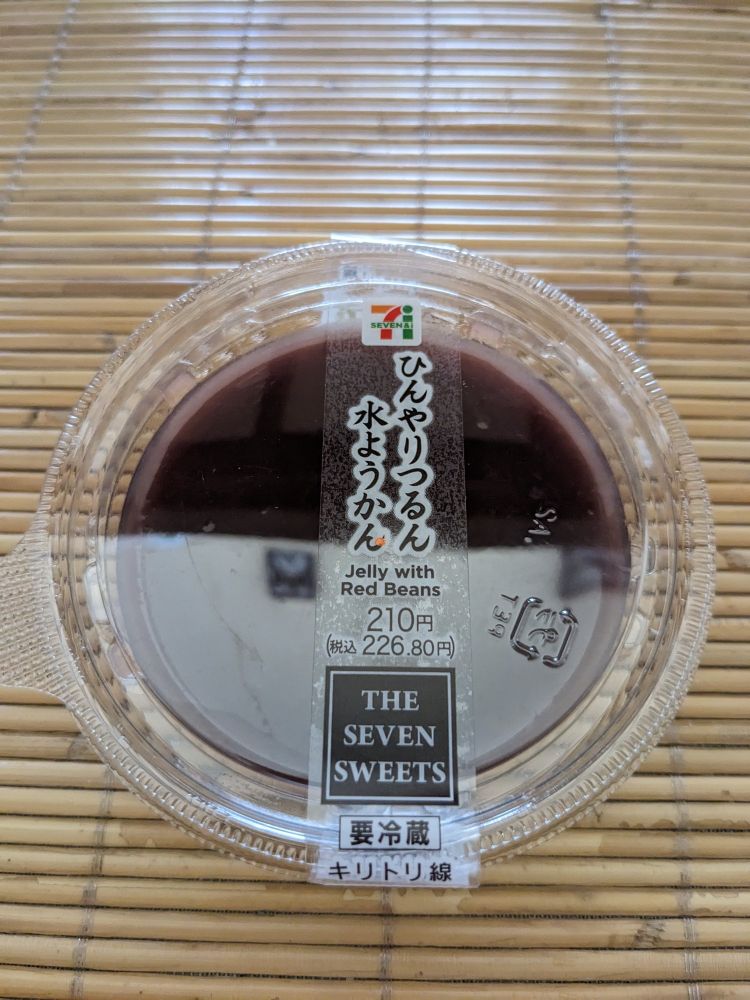 SEVEN&i
ひんやりつるん
水ようかん
Jelly with
Red Beans
210円
(税込 226.80円)
THE
SEVEN
SWEETS
要冷蔵
キリトリ線
T39